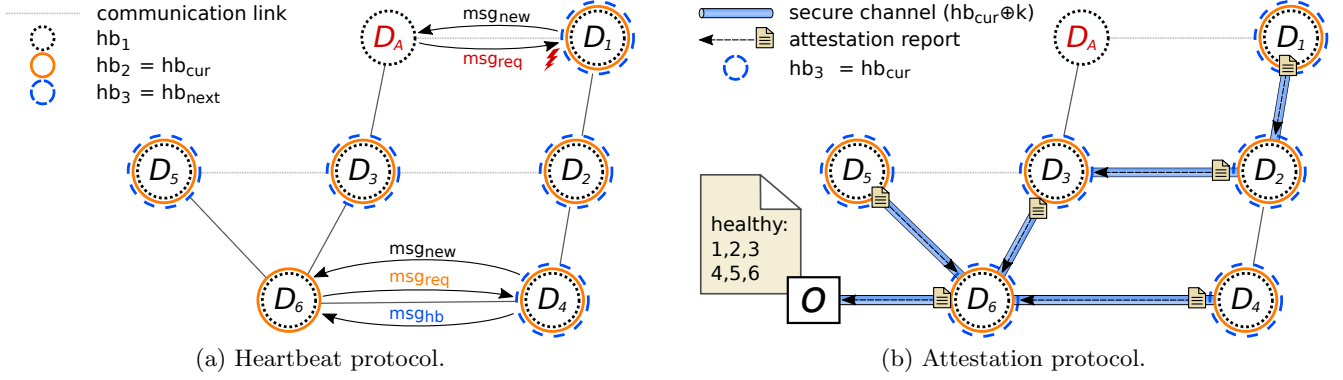 communication link
hb1
hb2 = hbcur
hb3 = hbnext
msgnew
DA
D1
msgreq
D5
D3
D2
msgnew
msgreq
D6
D4
msghb
(a) Heartbeat protocol.
secure channel (hbcur⊕k)
attestation report
hb3 = hbcur
DA
D1
D5
D3
D2
healthy:
1,2,3
4,5,6
O
D6
D4
(b) Attestation protocol.